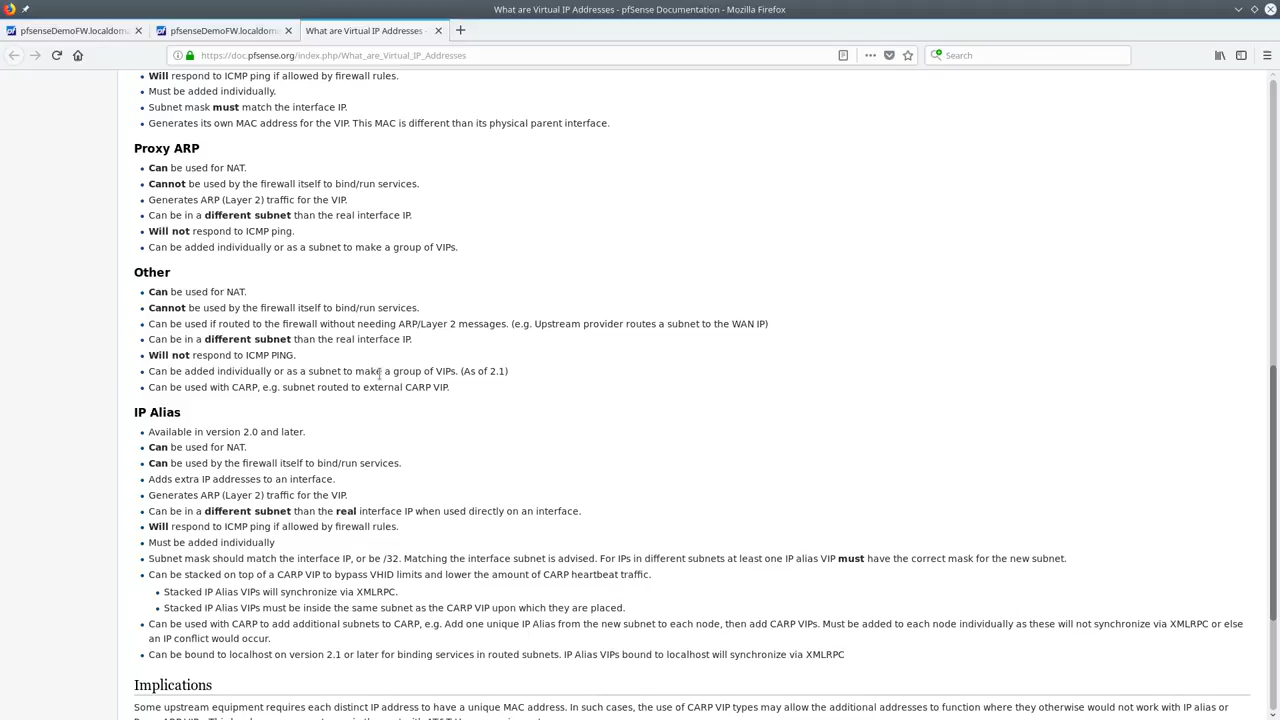 What are Virtual IP Addresses - pfSense Documentation - Mozilla Firefox
pfsenseDemoFW.localdom
pfsenseDemoFW.localdom
What are Virtual IP Addresses -
https://doc.pfsense.org/index.php/What_are_Virtual_IP_Addresses
Search
Will respond to ICMP ping if allowed by firewall rules.
Must be added individually.
Subnet mask must match the interface IP.
Generates its own MAC address for the VIP. This MAC is different than its physical parent interface.
Proxy ARP
Can be used for NAT.
Cannot be used by the firewall itself to bind/run services.
Generates ARP (Layer 2) traffic for the VIP.
Can be in a different subnet than the real interface IP.
Will not respond to ICMP ping.
Can be added individually or as a subnet to make a group of VIPs.
Other
Can be used for NAT.
Cannot be used by the firewall itself to bind/run services.
Can be used if routed to the firewall without needing ARP/Layer 2 messages. (e.g. Upstream provider routes a subnet to the WAN IP)
Can be in a different subnet than the real interface IP.
Will not respond to ICMP PING.
Can be added individually or as a subnet to make a group of VIPs. (As of 2.1)
Can be used with CARP, e.g. subnet routed to external CARP VIP.
IP Alias
Available in version 2.0 and later.
Can be used for NAT.
Can be used by the firewall itself to bind/run services.
Adds extra IP addresses to an interface.
Generates ARP (Layer 2) traffic for the VIP.
Can be in a different subnet than the real interface IP when used directly on an interface.
Will respond to ICMP ping if allowed by firewall rules.
Must be added individually
Subnet mask should match the interface IP, or be /32. Matching the interface subnet is advised. For IPs in different subnets at least one IP alias VIP must have the correct mask for the new subnet.
Can be stacked on top of a CARP VIP to bypass VHID limits and lower the amount of CARP heartbeat traffic.
Stacked IP Alias VIPs will synchronize via XMLRPC.
Stacked IP Alias VIPs must be inside the same subnet as the CARP VIP upon which they are placed.
Can be used with CARP to add additional subnets to CARP, e.g. Add one unique IP Alias from the new subnet to each node, then add CARP VIPs. Must be added to each node individually as these will not synchronize via XMLRPC or else
an IP conflict would occur.
Can be bound to localhost on version 2.1 or later for binding services in routed subnets. IP Alias VIPs bound to localhost will synchronize via XMLRPC
Implications
Some upstream equipment requires each distinct IP address to have a unique MAC address. In such cases, the use of CARP VIP types may allow the additional addresses to function where they otherwise would not work with IP alias or